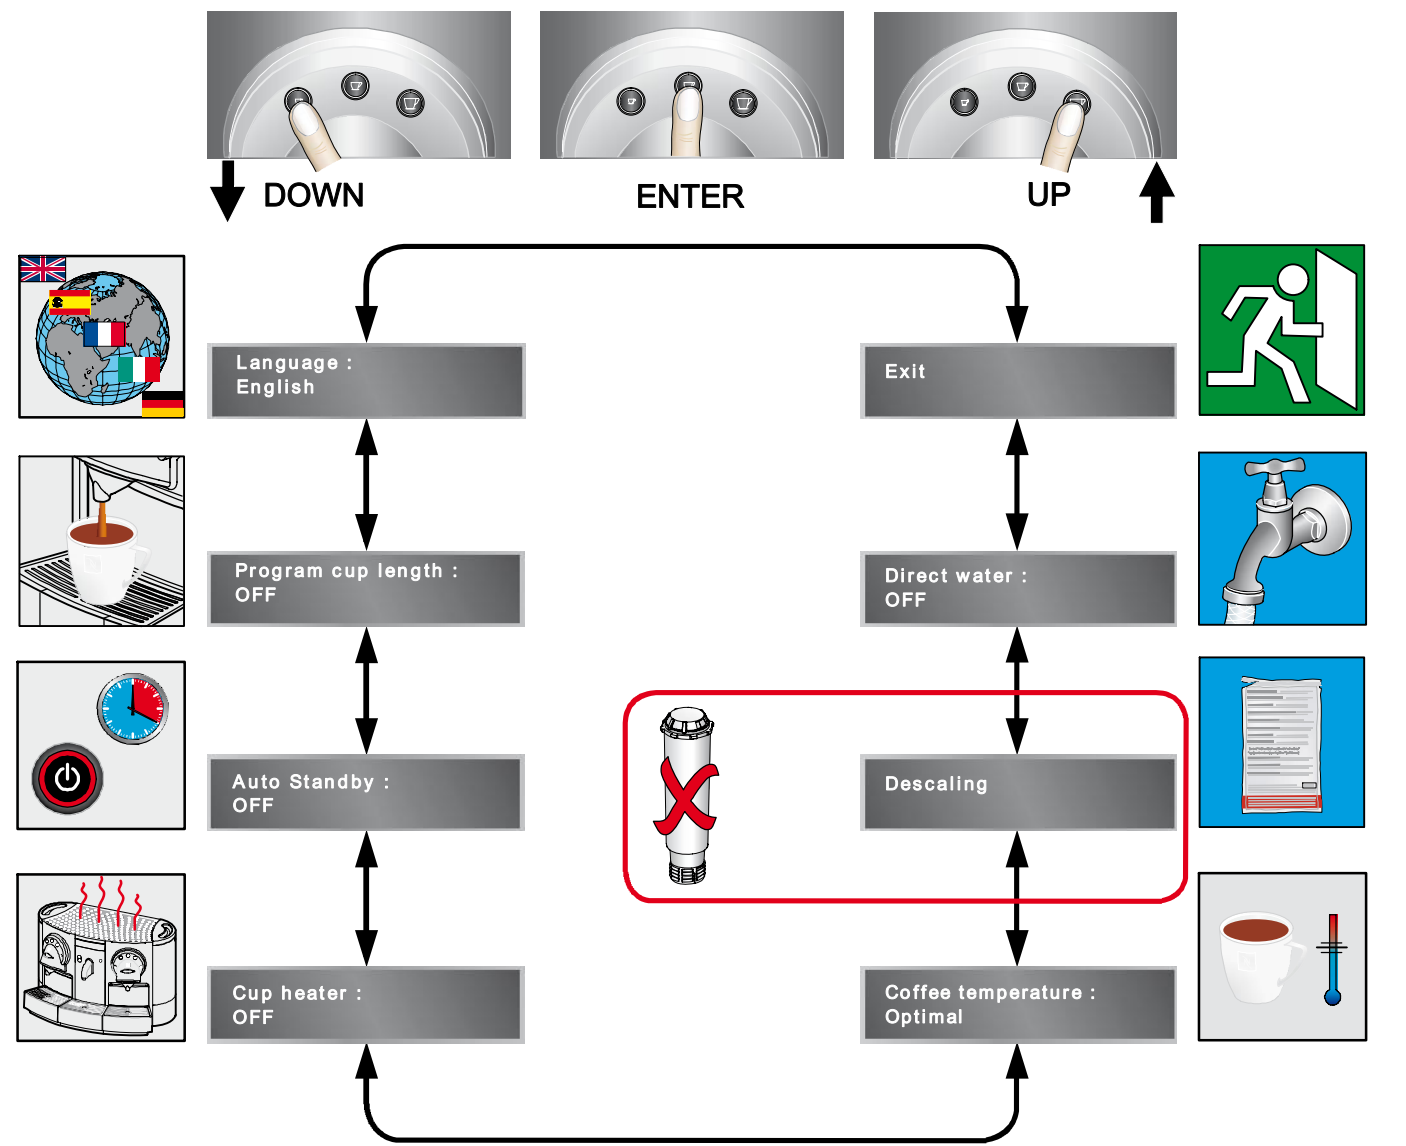 DOWN
ENTER
UP
Language :
English
Exit
Program cup length :
OFF
Direct water :
OFF
Auto Standby :
OFF
Descaling
Cup heater :
OFF
Coffee temperature :
Optimal